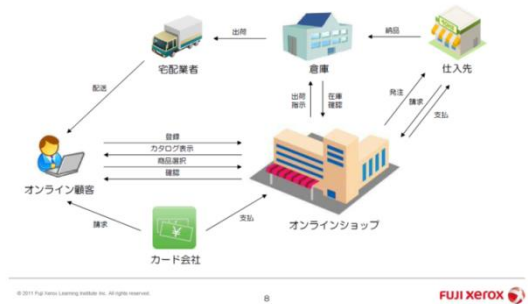 出荷
納品
宅配業者
倉庫
仕入先
配送
出荷
指示
在庫
確認
発注
請求
支払
登録
カタログ表示
商品選択
確認
オンライン顧客
オンラインショップ
請求
支払
カード会社
© 2011 Fuji Xerox Learning Institute Inc. All rights reserved.
8
FUJI XEROX